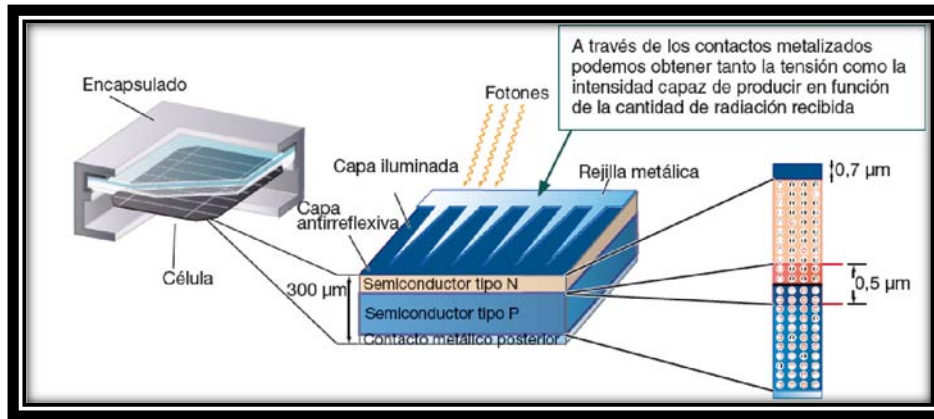 A través de los contactos metalizados
podemos obtener tanto la tensión como la
intensidad capaz de producir en función
de la cantidad de radiación recibida
Encapsulado
Fotones
Capa iluminada
Rejilla metálica
0,7 µm
Capa
antirreflexiva
Célula
300 µm
Semiconductor tipo N
0,5 µm
Semiconductor tipo P
Contacto metálico posterior